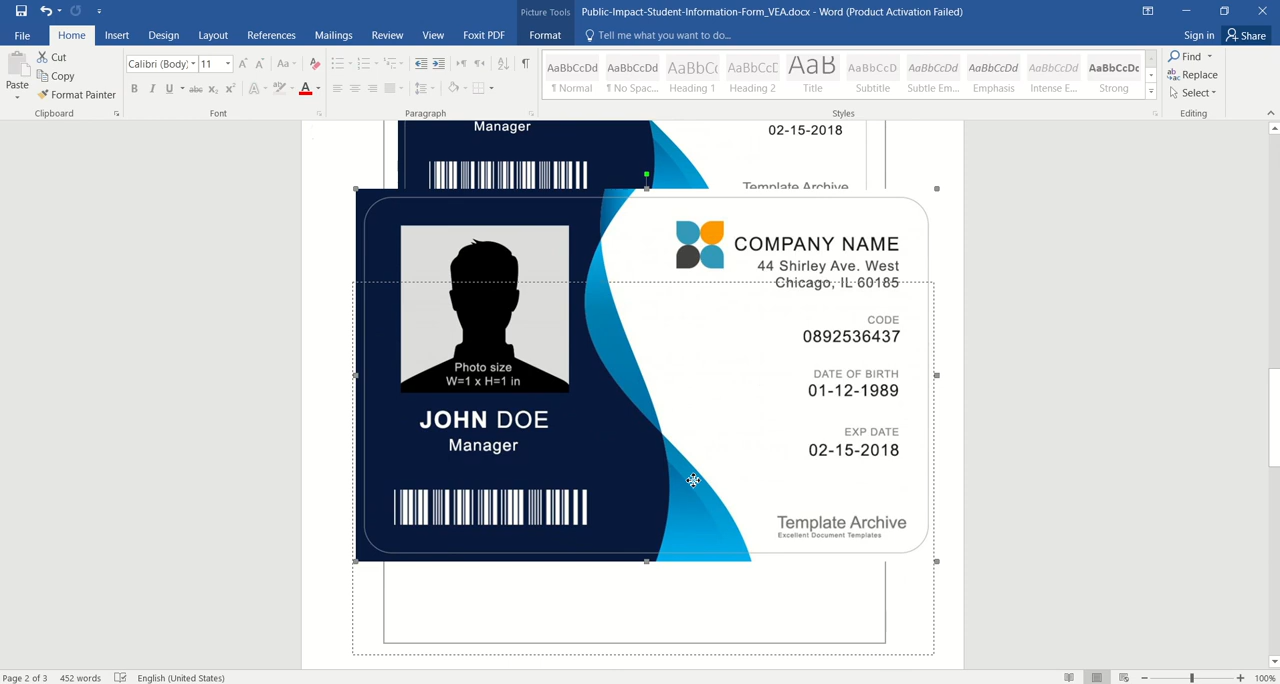 Picture Tools
Public-Impact-Student-Information-Form_VEA.docx - Word (Product Activation Failed)
File Home Insert Design Layout References Mailings Review View Foxit PDF Format Tell me what you want to do... Sign in Share
Paste
Cut
Copy
Format Painter
Clipboard
Calibri (Body) 11
Aa
B I U abc X₂ X²
A A
Font
Paragraph
AaBbCcDd AaBbCcDd AaBbCc AaBbCcD AaB AaBbCcD AaBbCcDd AaBbCcDd AaBbCcDd AaBbCcDc
¶ Normal ¶ No Spac... Heading 1 Heading 2 Title Subtitle Subtle Em... Emphasis Intense E... Strong
Styles
Find
Replace
Select
Editing
Manager
02-15-2018
Template Archive
Photo size
W=1 x H=1 in
JOHN DOE
Manager
COMPANY NAME
44 Shirley Ave. West
Chicago, IL 60185
CODE
0892536437
DATE OF BIRTH
01-12-1989
EXP DATE
02-15-2018
Template Archive
Excellent Document Templates
Page 2 of 3 452 words English (United States) 100%